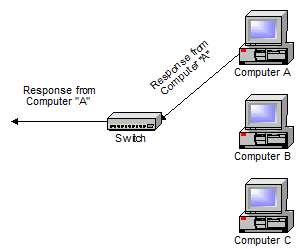 Response from
Computer "A"
Response from
Computer "A"
Switch
Computer A
Computer B
Computer C